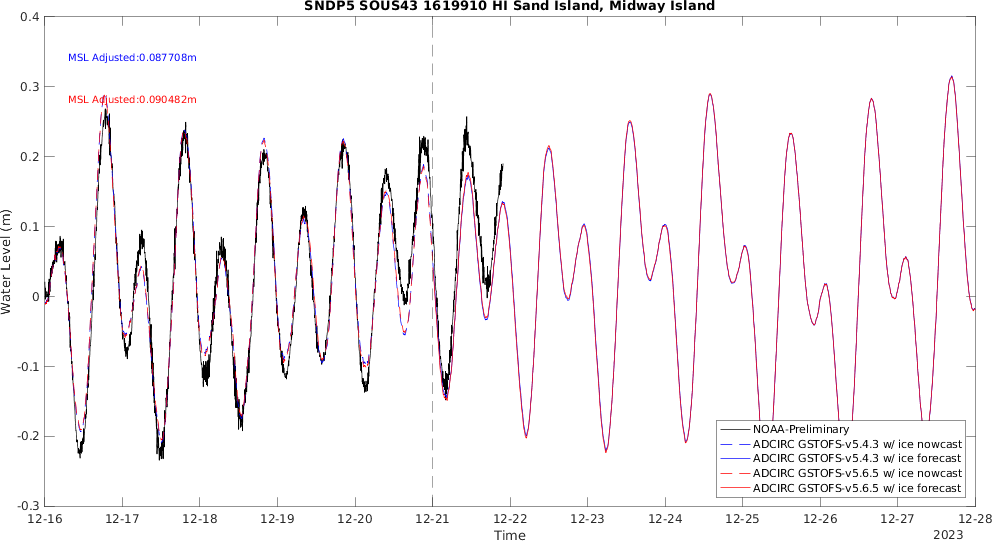 SNDP5 SOUS43 1619910 HI Sand Island, Midway Island
MSL Adjusted:0.087708m
MSL Adjusted:0.090482m
Water Level (m)
0.4
0.3
0.2
0.1
0
-0.1
-0.2
-0.3
NOAA-Preliminary
ADCIRC GSTOFS-v5.4.3 w/ ice nowcast
ADCIRC GSTOFS-v5.4.3 w/ ice forecast
ADCIRC GSTOFS-v5.6.5 w/ ice nowcast
ADCIRC GSTOFS-v5.6.5 w/ ice forecast
12-16 12-17 12-18 12-19 12-20 12-21 12-22 12-23 12-24 12-25 12-26 12-27 12-28
Time
2023